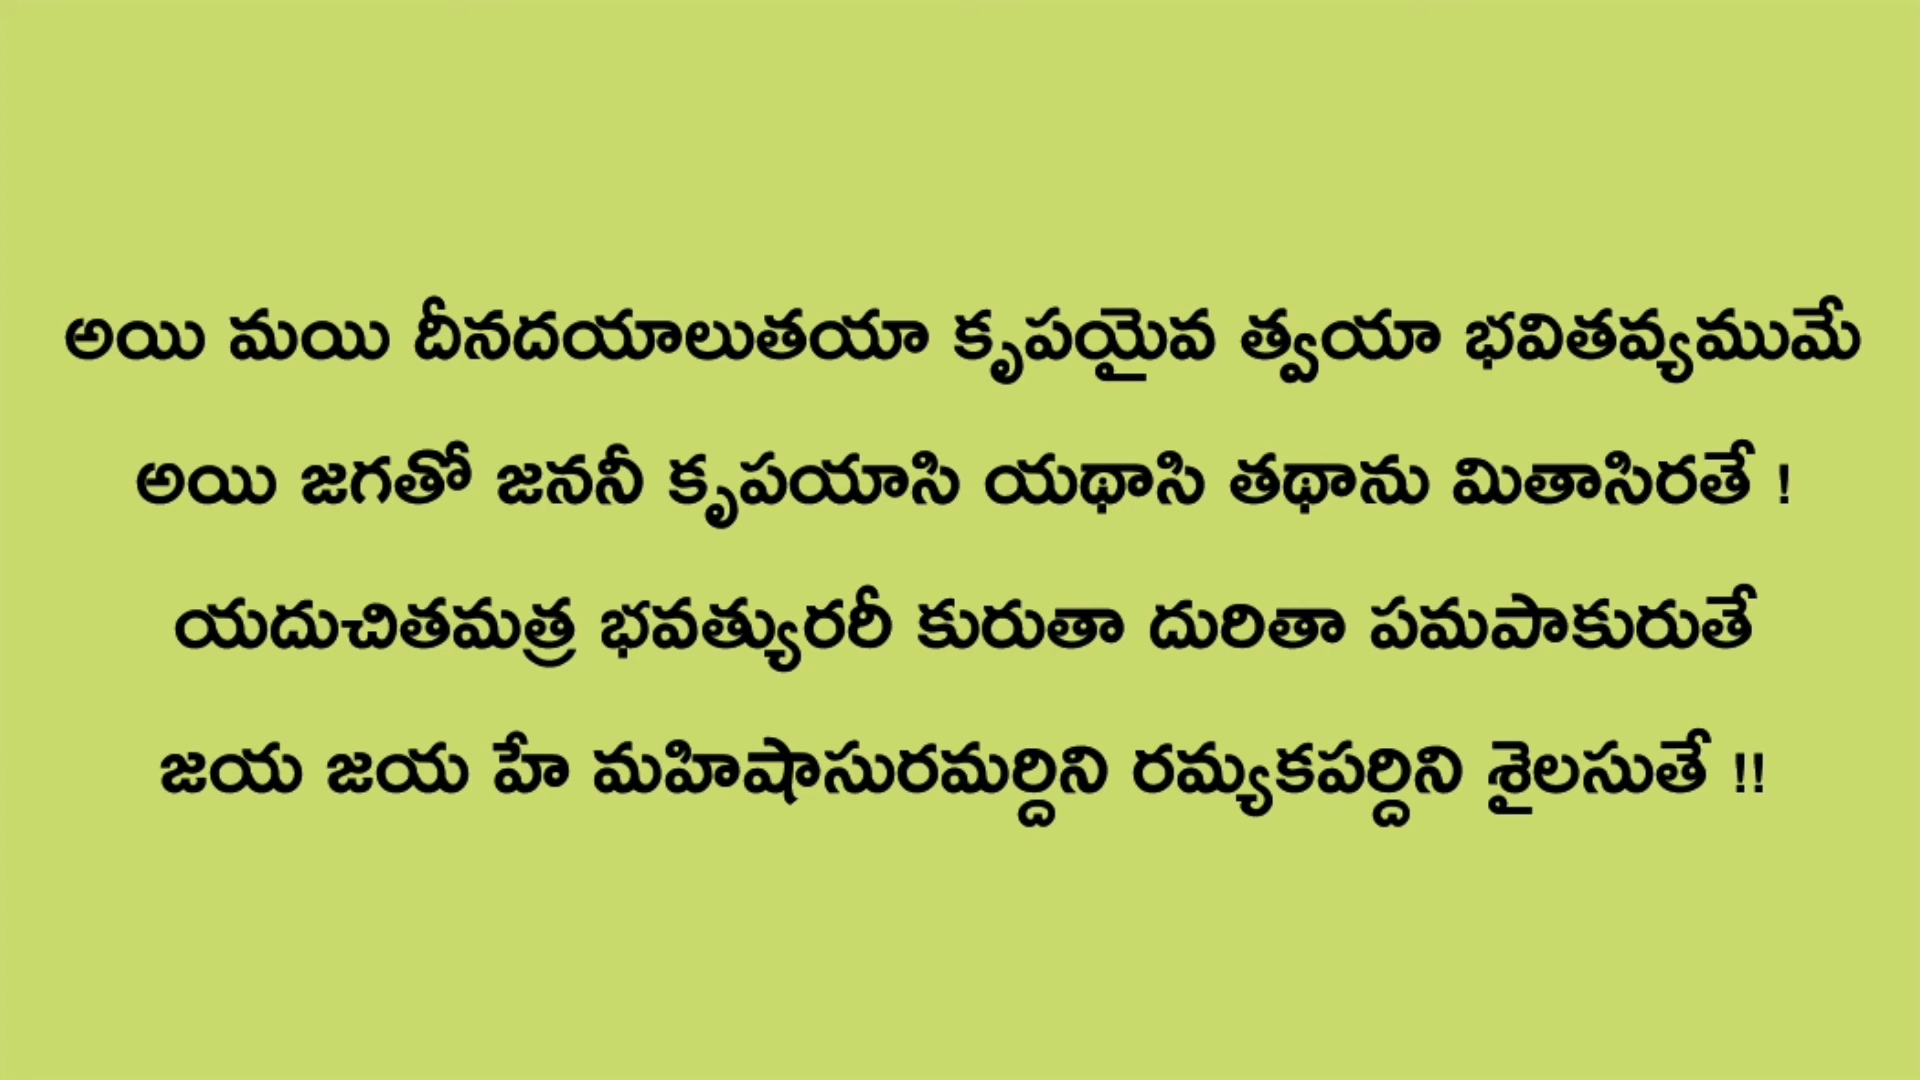 అయి మయి దీనదయాలుతయా కృపయైవ త్వయా భవితవ్యముమే
అయి జగతో జననీ కృపయాసి యథాసి తథాను మితాసిరతే !
యదుచితమత్ర భవత్యురరీ కురుతా దురితా పమపాకురుతే
జయ జయ హే మహిషాసురమర్దిని రమ్యకపర్దిని శైలసుతే !!